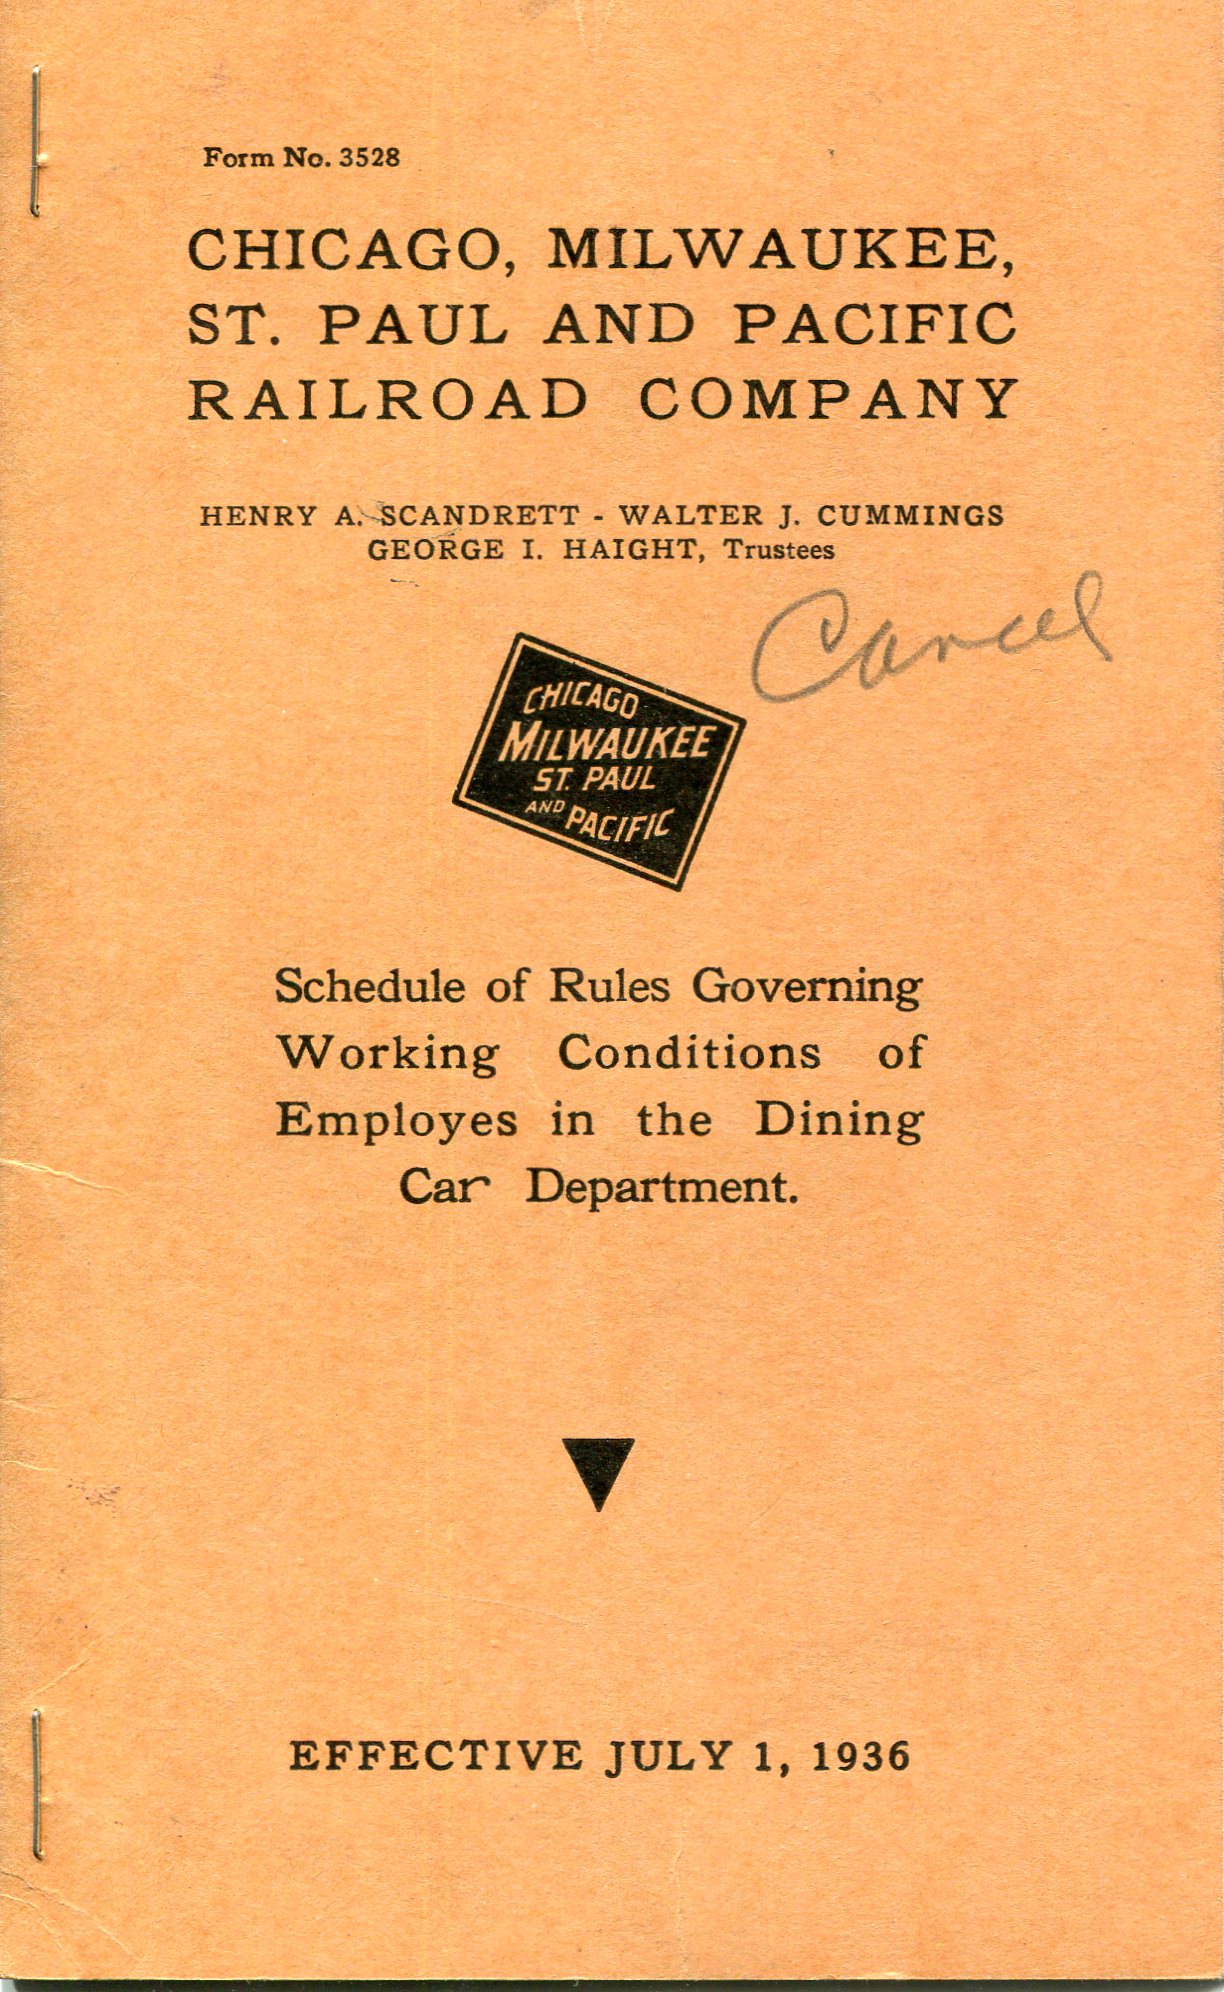 Form No. 3528
CHICAGO, MILWAUKEE,
ST. PAUL AND PACIFIC
RAILROAD COMPANY
HENRY A. SCANDRETT - WALTER J. CUMMINGS
GEORGE I. HAIGHT, Trustees
Cancel
CHICAGO
MILWAUKEE
ST. PAUL
AND PACIFIC
Schedule of Rules Governing
Working Conditions of
Employes in the Dining
Car Department.
EFFECTIVE JULY 1, 1936